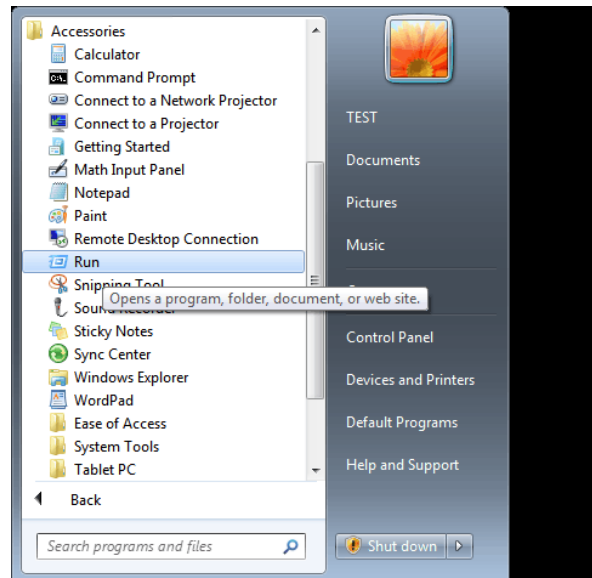 Accessories
Calculator
Command Prompt
Connect to a Network Projector
Connect to a Projector
Getting Started
Math Input Panel
Notepad
Paint
Remote Desktop Connection
Run
Snipping Tool
Opens a program, folder, document, or web site.
Sound Recorder
Sticky Notes
Sync Center
Windows Explorer
WordPad
Ease of Access
System Tools
Tablet PC
Back
Search programs and files
TEST
Documents
Pictures
Music
Control Panel
Devices and Printers
Default Programs
Help and Support
Shut down